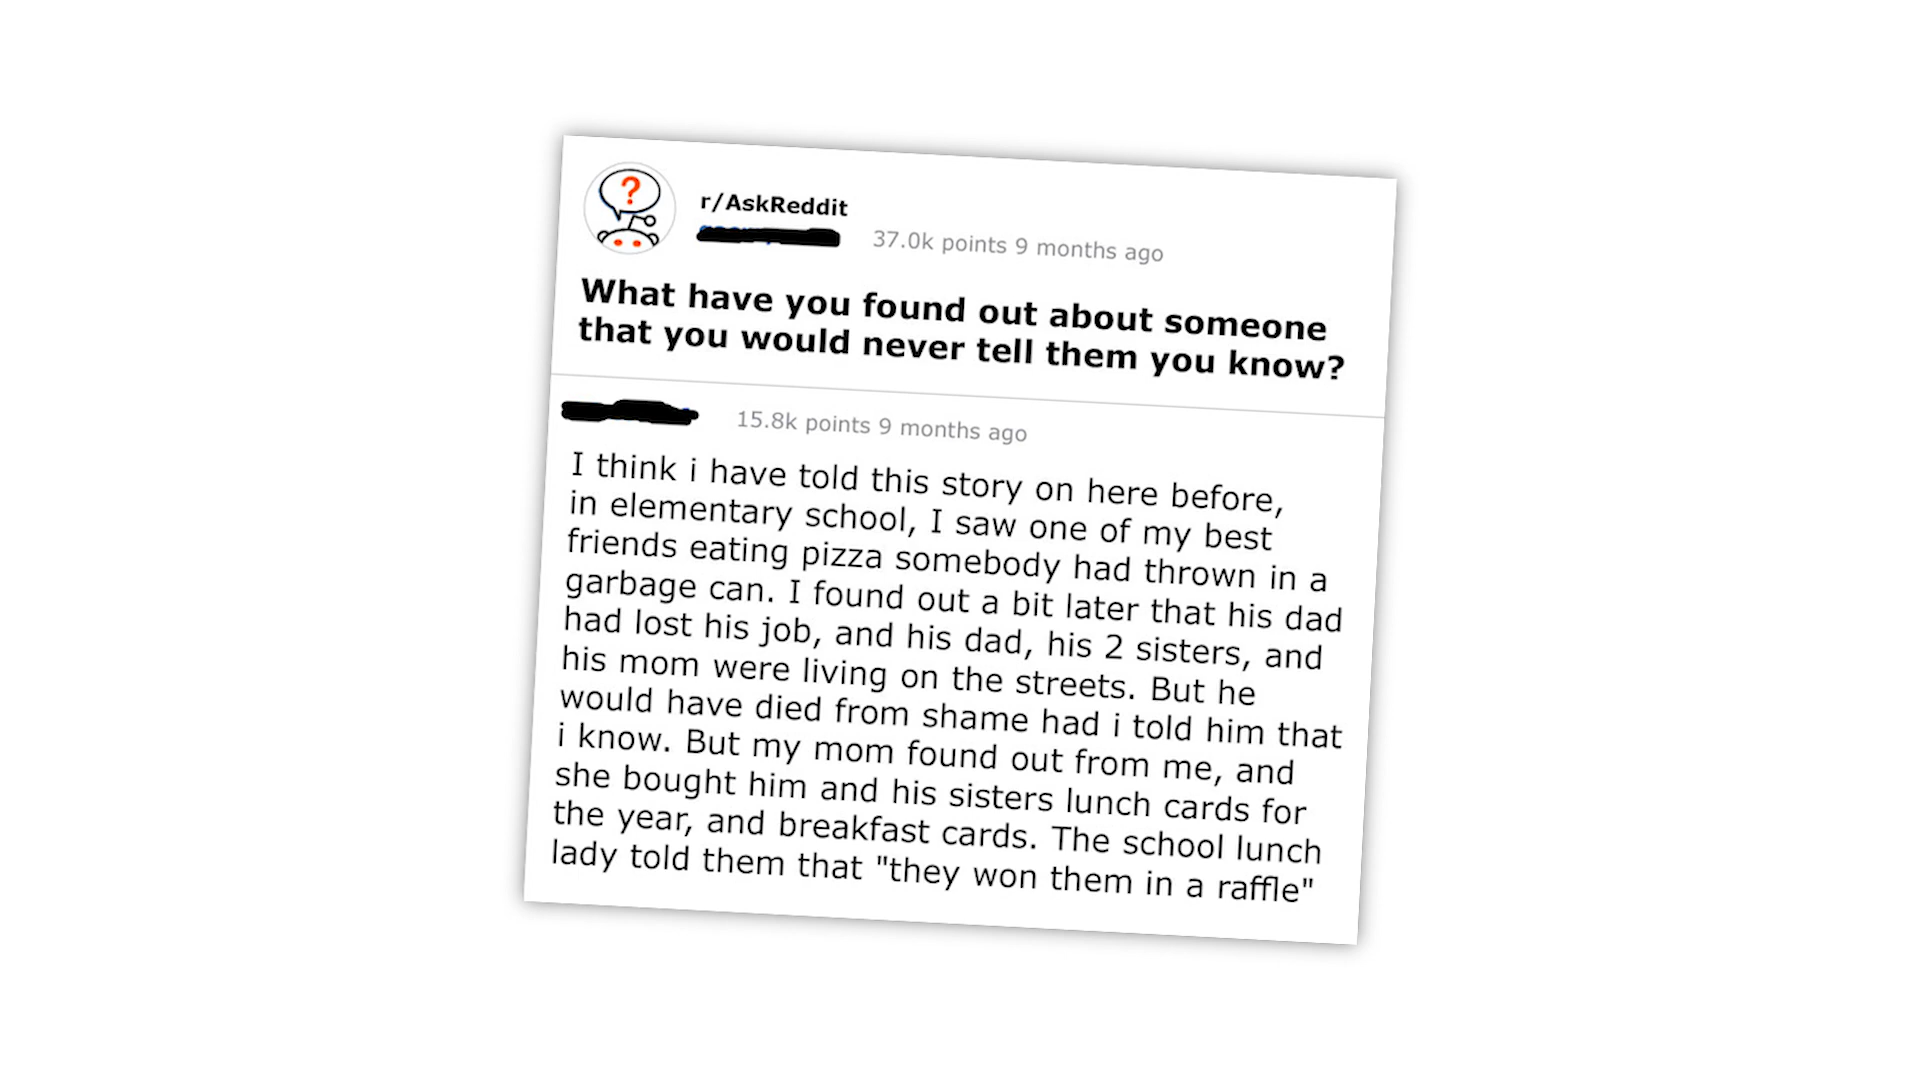 ?
r/AskReddit
37.0k points 9 months ago
What have you found out about someone
that you would never tell them you know?
15.8k points 9 months ago
I think i have told this story on here before,
in elementary school, I saw one of my best
friends eating pizza somebody had thrown in a
garbage can. I found out a bit later that his dad
had lost his job, and his dad, his 2 sisters, and
his mom were living on the streets. But he
would have died from shame had i told him that
i know. But my mom found out from me, and
she bought him and his sisters lunch cards for
the year, and breakfast cards. The school lunch
lady told them that "they won them in a raffle"